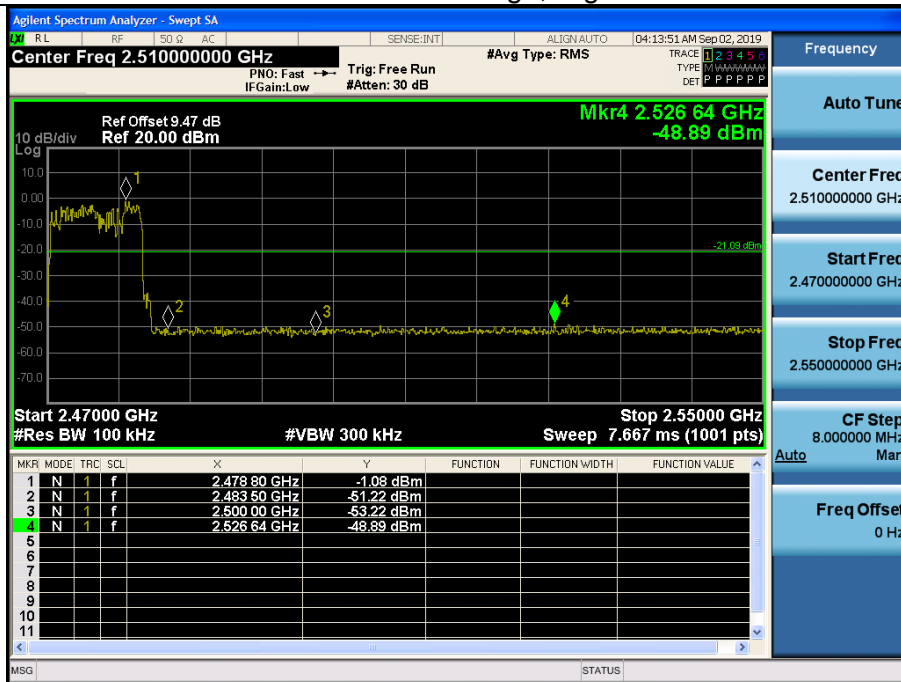 Agilent Spectrum Analyzer - Swept SA
LXI RL RF 50 Ω AC SENSE:INT ALIGN AUTO 04:13:51 AM Sep 02, 2019
Center Freq 2.510000000 GHz
PNO: Fast
IFGain:Low
Trig: Free Run
#Atten: 30 dB
#Avg Type: RMS
TRACE 1 2 3 4 5 6
TYPE M WWWWW
DET P P P P P P
Mkr4 2.526 64 GHz
-48.89 dBm
Ref Offset 9.47 dB
Ref 20.00 dBm
10 dB/div
Log
10.0
0.00
-10.0
-20.0
-30.0
-40.0
-50.0
-60.0
-70.0
1
2
3
4
-21.09 dBm
Start 2.47000 GHz
Stop 2.55000 GHz
#Res BW 100 kHz
#VBW 300 kHz
Sweep 7.667 ms (1001 pts)
MKR MODE TRC SCL X Y FUNCTION FUNCTION WIDTH FUNCTION VALUE
1 N 1 f 2.478 80 GHz -1.08 dBm
2 N 1 f 2.483 50 GHz -51.22 dBm
3 N 1 f 2.500 00 GHz -53.22 dBm
4 N 1 f 2.526 64 GHz -48.89 dBm
5
6
7
8
9
10
11
MSG
STATUS
Frequency
Auto Tune
Center Freq
2.510000000 GHz
Start Freq
2.470000000 GHz
Stop Freq
2.550000000 GHz
CF Step
8.000000 MHz
Auto Man
Freq Offset
0 Hz